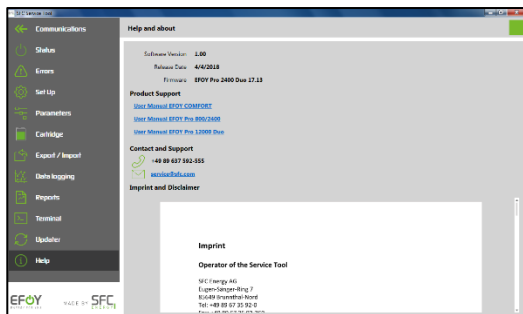 SFC Service Tool
Communications
Status
Errors
Set Up
Parameters
Cartridge
Export / Import
Data logging
Reports
Terminal
Updater
Help
EFOY
MADE BY SFC
ENERGY
Help and about
Software Version 2.00
Release Date 4/4/2018
Firmware EFOY Pro 2400 Duo 17.13
Product Support
User Manual EFOY COMFORT
User Manual EFOY Pro 800/2400
User Manual EFOY Pro 12000 Duo
Contact and Support
+49 89 637 592-555
service@sfc.com
Imprint and Disclaimer
Imprint
Operator of the Service Tool
SFC Energy AG
Eugen-Sänger-Ring 7
85649 Brunnthal-Nord
Tel: +49 89 67 35 92-0